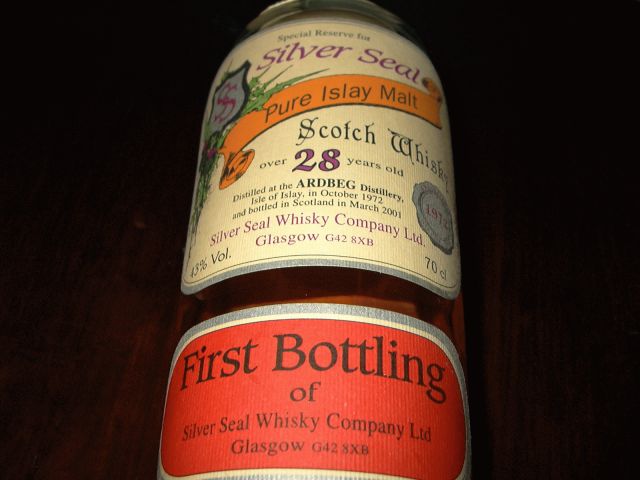 Special Reserve for
Silver Seal
Pure Islay Malt
Scotch Whisky
over 28 years old
Distilled at the ARDBEG Distillery,
Isle of Islay, in October 1972
and bottled in Scotland in March 2001
1972
Silver Seal Whisky Company Ltd.
Glasgow G42 8XB
43% Vol.
70 cl
First Bottling
of
Silver Seal Whisky Company Ltd
Glasgow G42 8XB